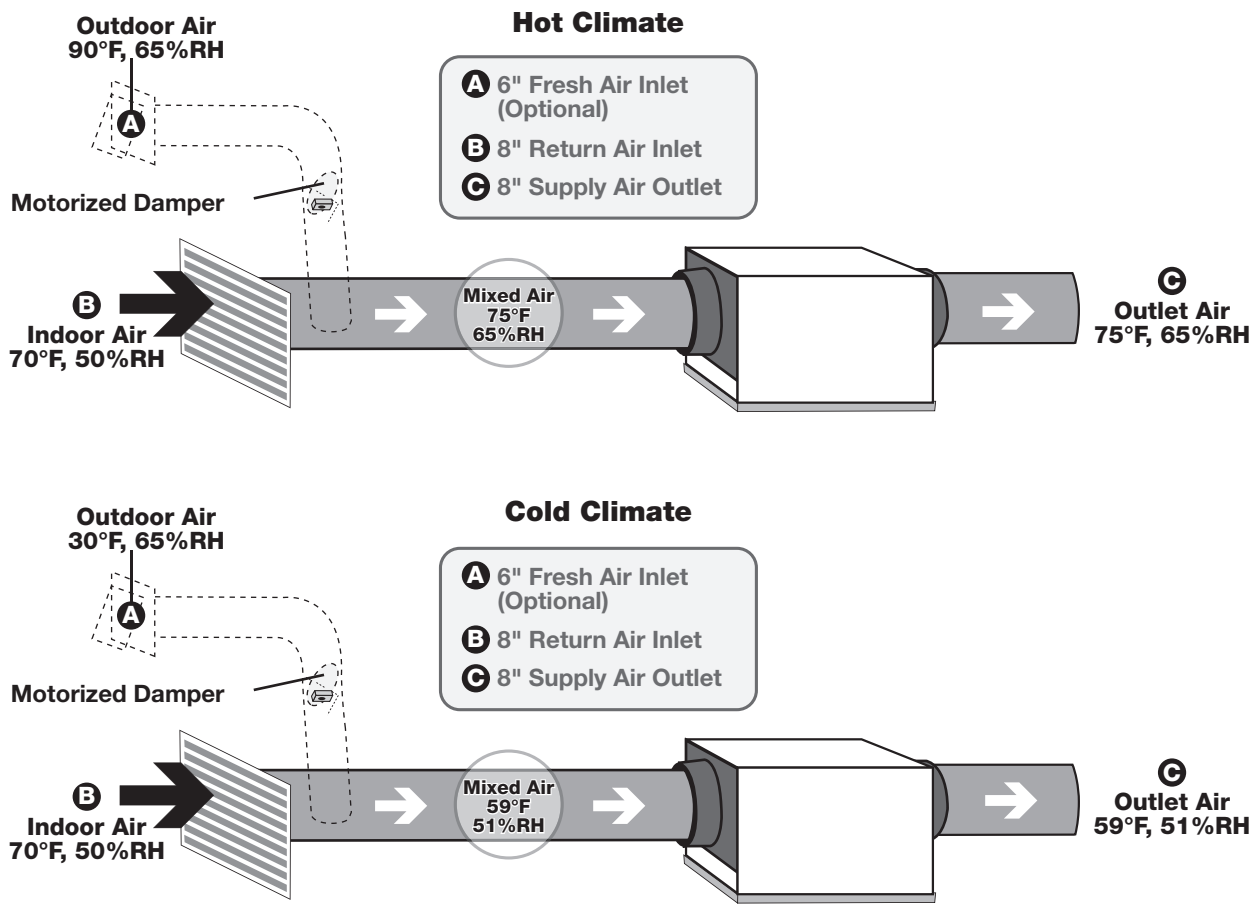 Hot Climate
Outdoor Air
90°F, 65%RH
A
A 6" Fresh Air Inlet
(Optional)
B 8" Return Air Inlet
C 8" Supply Air Outlet
Motorized Damper
B
Indoor Air
70°F, 50%RH
Mixed Air
75°F
65%RH
C
Outlet Air
75°F, 65%RH
Cold Climate
Outdoor Air
30°F, 65%RH
A
A 6" Fresh Air Inlet
(Optional)
B 8" Return Air Inlet
C 8" Supply Air Outlet
Motorized Damper
B
Indoor Air
70°F, 50%RH
Mixed Air
59°F
51%RH
C
Outlet Air
59°F, 51%RH